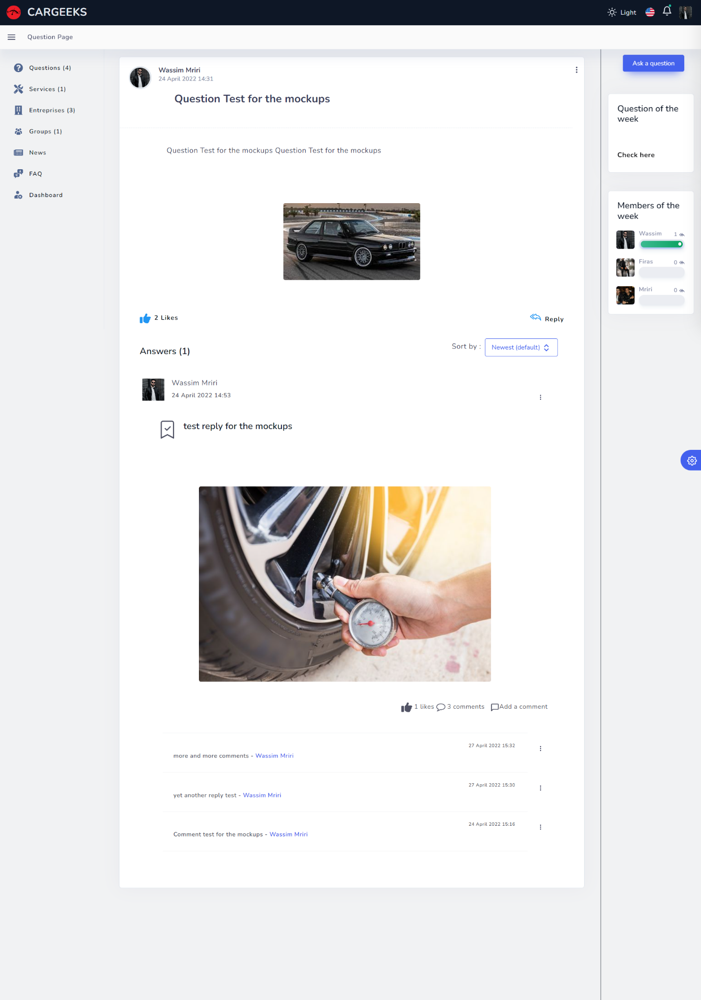 CARGEEKS
Light
Question Page
Questions (4)
Services (1)
Entreprises (3)
Groups (1)
News
FAQ
Dashboard
Wassim Mriri
24 April 2022 14:31
Question Test for the mockups
Question Test for the mockups Question Test for the mockups
2 Likes
Reply
Answers (1)
Sort by :
Newest (default)
Wassim Mriri
24 April 2022 14:53
test reply for the mockups
1 likes
3 comments
Add a comment
27 April 2022 15:32
more and more comments - Wassim Mriri
27 April 2022 15:30
yet another reply test - Wassim Mriri
24 April 2022 15:16
Comment test for the mockups - Wassim Mriri
Ask a question
Question of the
week
Check here
Members of the
week
Wassim
1
Firas
0
Mriri
0